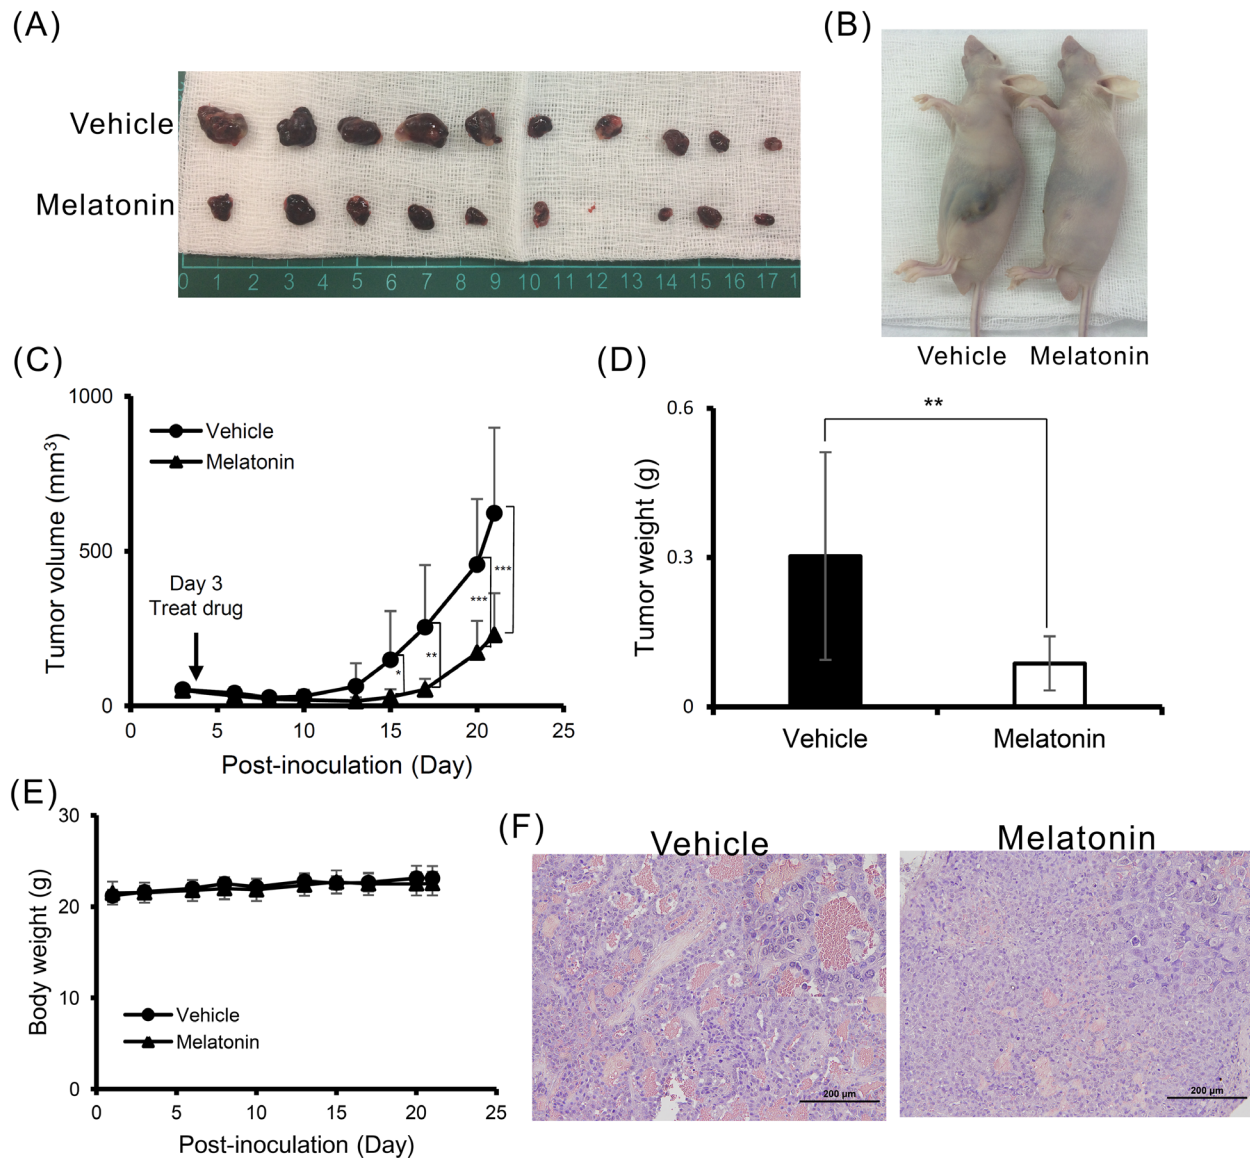 (A)
Vehicle
Melatonin
0 1 2 3 4 5 6 7 8 9 10 11 12 13 14 15 16 17 1
(B)
Vehicle Melatonin
(C)
Tumor volume (mm³)
1000
500
0
Vehicle
Melatonin
Day 3
Treat drug
*
**
***
***
0 5 10 15 20 25
Post-inoculation (Day)
(D)
Tumor weight (g)
0.6
0.3
0
**
Vehicle Melatonin
(E)
Body weight (g)
30
20
10
0
Vehicle
Melatonin
0 5 10 15 20 25
Post-inoculation (Day)
(F)
Vehicle Melatonin
200 μm
200 μm